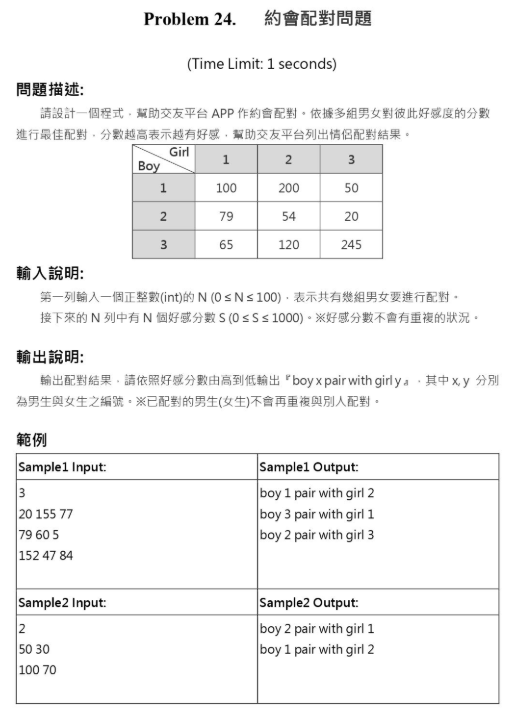 Problem 24. 約會配對問題
(Time Limit: 1 seconds)
問題描述:
請設計一個程式，幫助交友平台 APP 作約會配對。依據多組男女對彼此好感度的分數
進行最佳配對，分數越高表示越有好感，幫助交友平台列出情侶配對結果。
Girl
Boy 1 2 3
1 100 200 50
2 79 54 20
3 65 120 245
輸入說明:
第一列輸入一個正整數(int)的 N (0 ≤ N ≤ 100)，表示共有幾組男女要進行配對。
接下來的 N 列中有 N 個好感分數 S (0 ≤ S ≤ 1000)。※好感分數不會有重複的狀況。
輸出說明:
輸出配對結果，請依照好感分數由高到低輸出『boy x pair with girl y』，其中 x, y 分別
為男生與女生之編號。※已配對的男生(女生)不會再重複與別人配對。
範例
Sample1 Input: Sample1 Output:
3 boy 1 pair with girl 2
20 155 77 boy 3 pair with girl 1
79 60 5 boy 2 pair with girl 3
152 47 84
Sample2 Input: Sample2 Output:
2 boy 2 pair with girl 1
50 30 boy 1 pair with girl 2
100 70